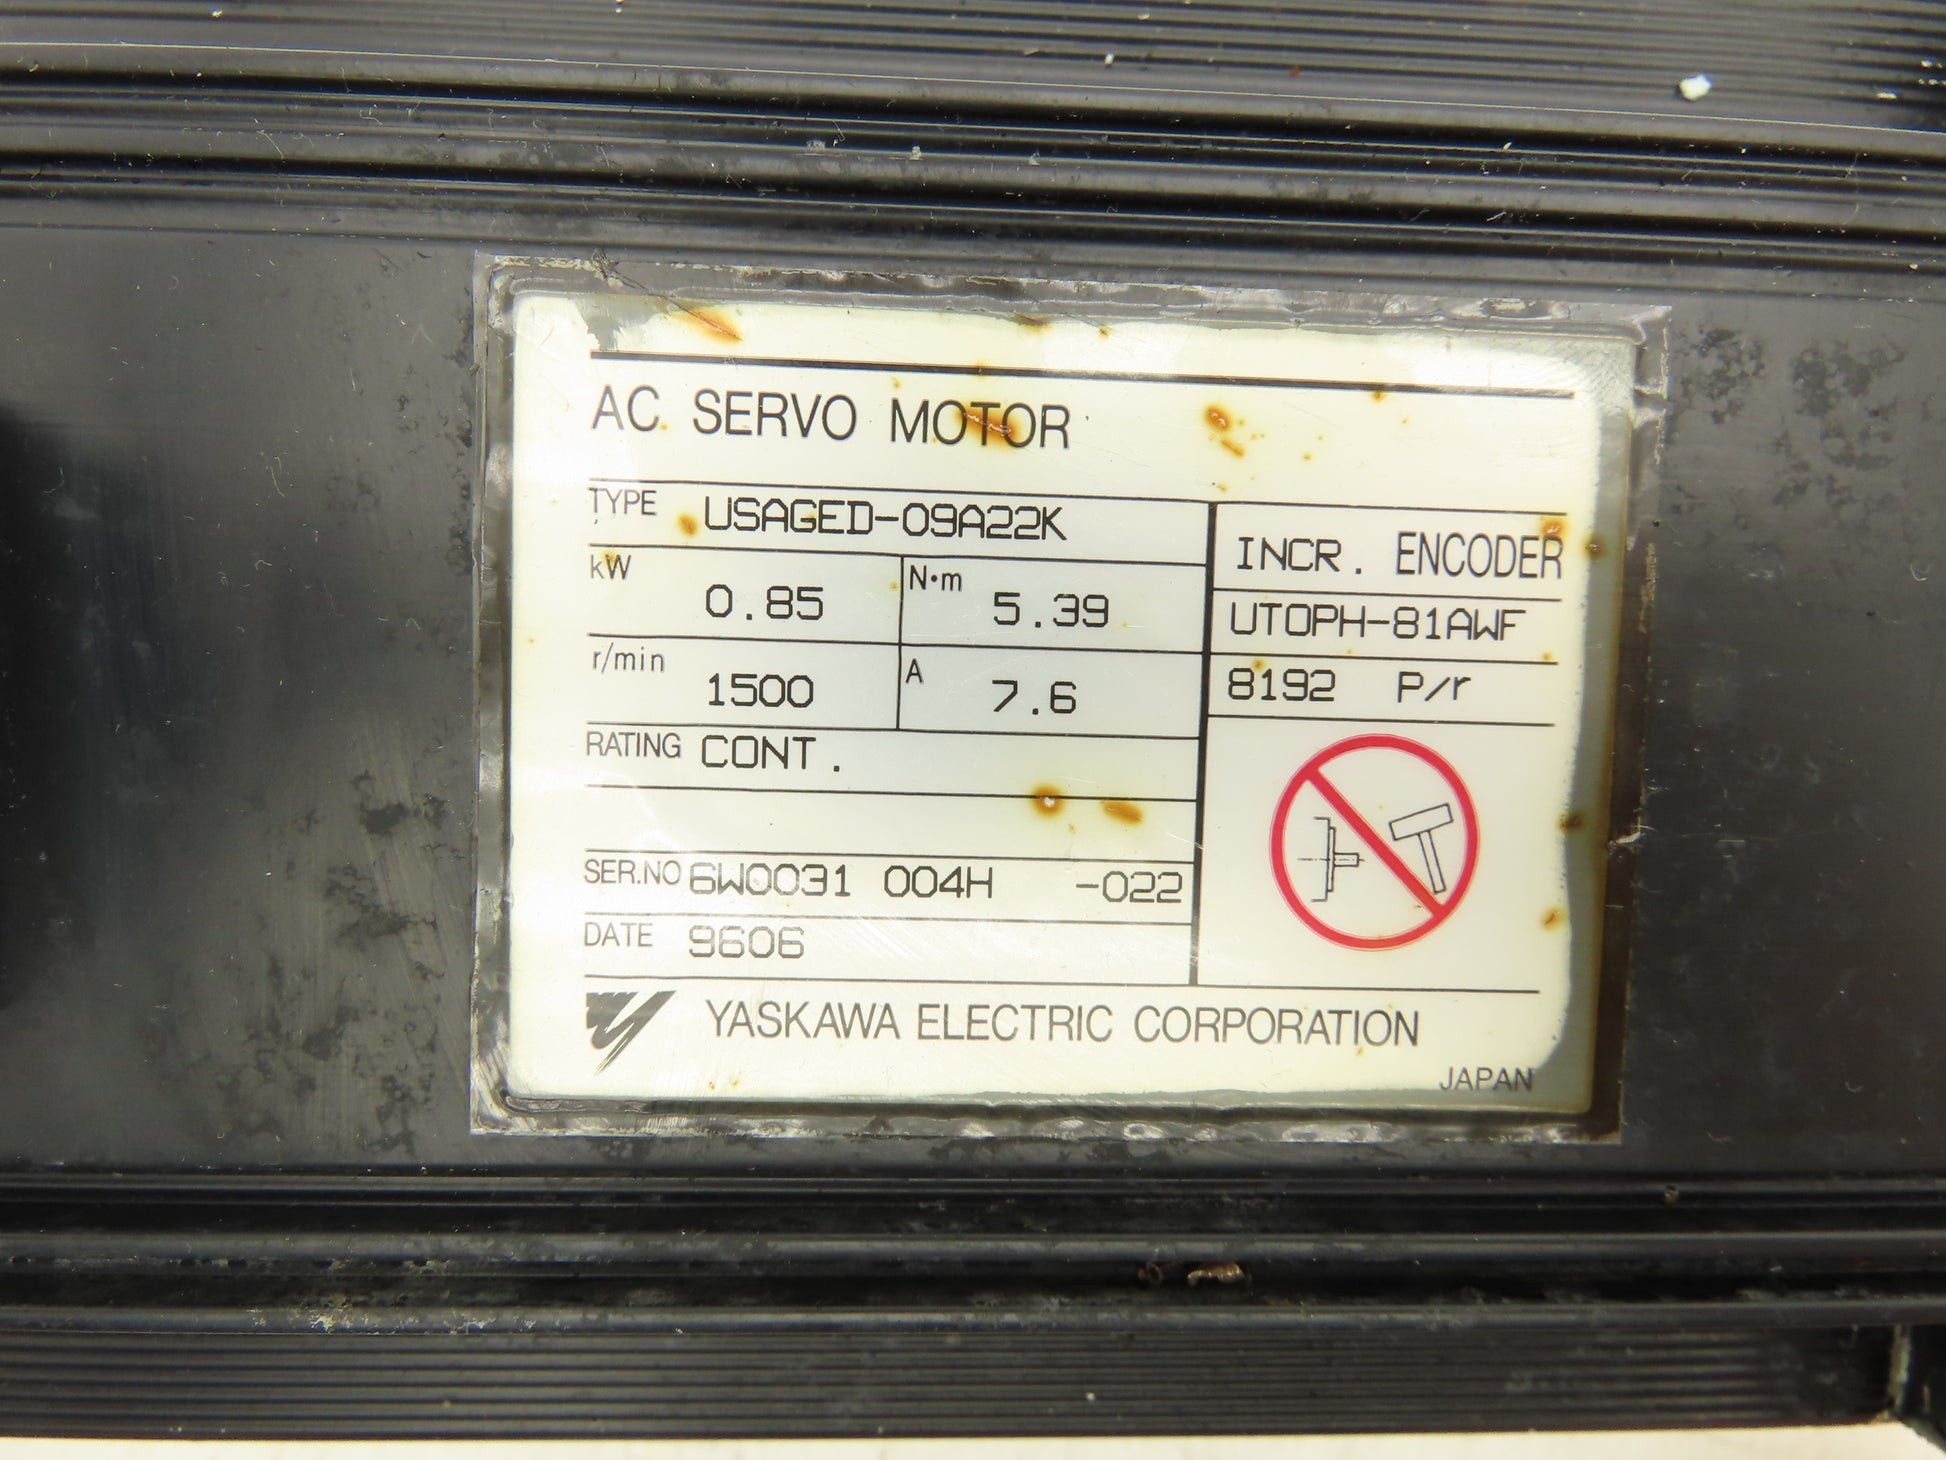 AC SERVO MOTOR
TYPE USAGED-09A22K
kW 0.85 N•m 5.39
r/min 1500 A 7.6
RATING CONT.
SER.NO 6W0031 004H -022
DATE 9606
INCR. ENCODER
UTOPH-81AWF
8192 P/r
YASKAWA ELECTRIC CORPORATION
JAPAN